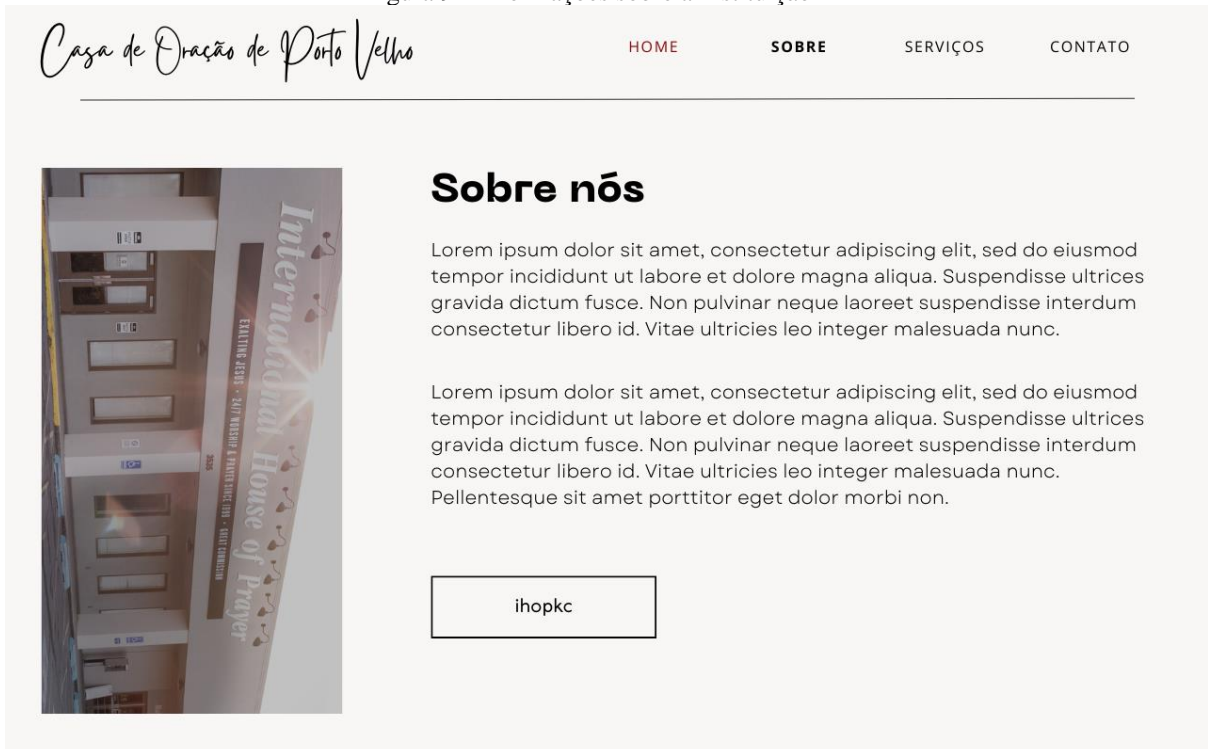 Casa de Oração de Porto Velho
HOME SOBRE SERVIÇOS CONTATO
International House of Prayer
EXALTING JESUS • 24/7 WORSHIP & PRAYER SINCE 1999 • GREAT COMMISSION
3535
Sobre nós
Lorem ipsum dolor sit amet, consectetur adipiscing elit, sed do eiusmod
tempor incididunt ut labore et dolore magna aliqua. Suspendisse ultrices
gravida dictum fusce. Non pulvinar neque laoreet suspendisse interdum
consectetur libero id. Vitae ultricies leo integer malesuada nunc.
Lorem ipsum dolor sit amet, consectetur adipiscing elit, sed do eiusmod
tempor incididunt ut labore et dolore magna aliqua. Suspendisse ultrices
gravida dictum fusce. Non pulvinar neque laoreet suspendisse interdum
consectetur libero id. Vitae ultricies leo integer malesuada nunc.
Pellentesque sit amet porttitor eget dolor morbi non.
ihopkc